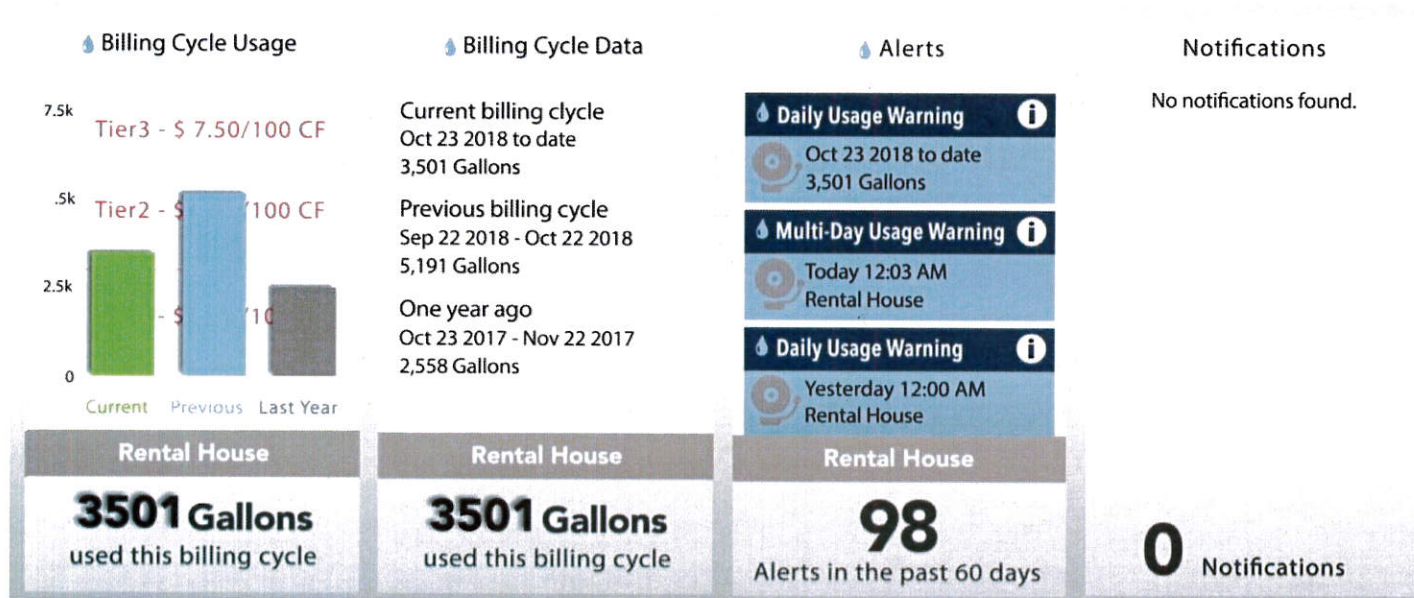 Billing Cycle Usage
7.5k
Tier3 - $ 7.50/100 CF
.5k
Tier2 - $ /100 CF
2.5k
- $ /10
0
Current Previous Last Year
Rental House
3501 Gallons
used this billing cycle
Billing Cycle Data
Current billing clycle
Oct 23 2018 to date
3,501 Gallons
Previous billing cycle
Sep 22 2018 - Oct 22 2018
5,191 Gallons
One year ago
Oct 23 2017 - Nov 22 2017
2,558 Gallons
Rental House
3501 Gallons
used this billing cycle
Alerts
Daily Usage Warning
Oct 23 2018 to date
3,501 Gallons
Multi-Day Usage Warning
Today 12:03 AM
Rental House
Daily Usage Warning
Yesterday 12:00 AM
Rental House
Rental House
98
Alerts in the past 60 days
Notifications
No notifications found.
0 Notifications